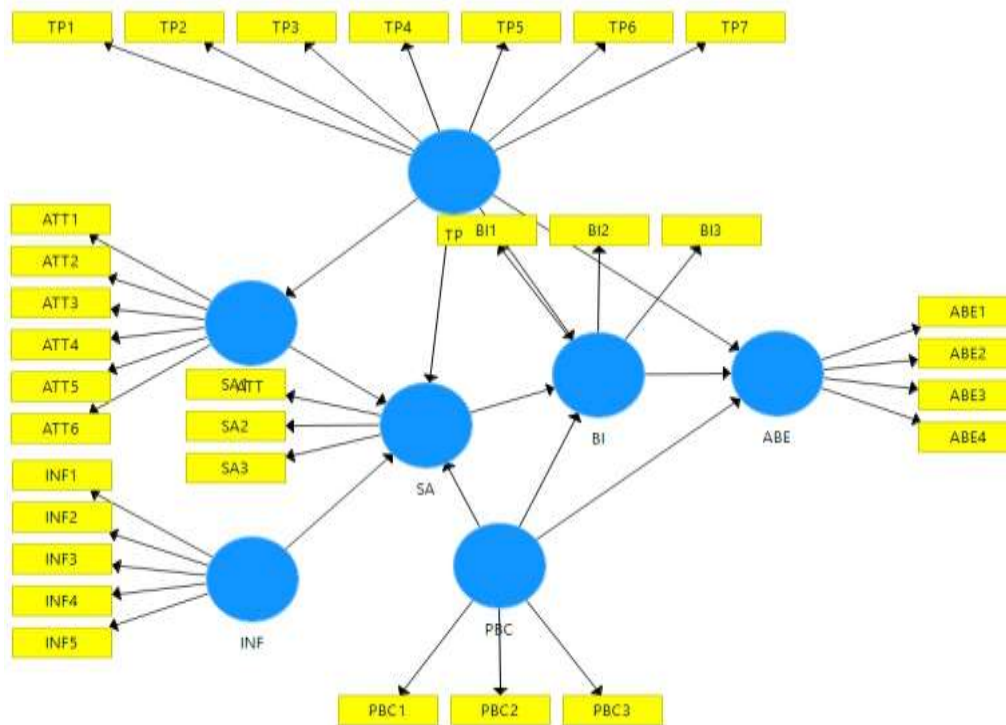 TP1 TP2 TP3 TP4 TP5 TP6 TP7
TP BI1 BI2 BI3
ATT1
ATT2
ATT3
ATT4
ATT5
ATT6
SA1 ATT
SA2
SA3
ABE1
ABE2
ABE3
ABE4
BI
ABE
SA
INF1
INF2
INF3
INF4
INF5
INF
PBC
PBC1 PBC2 PBC3